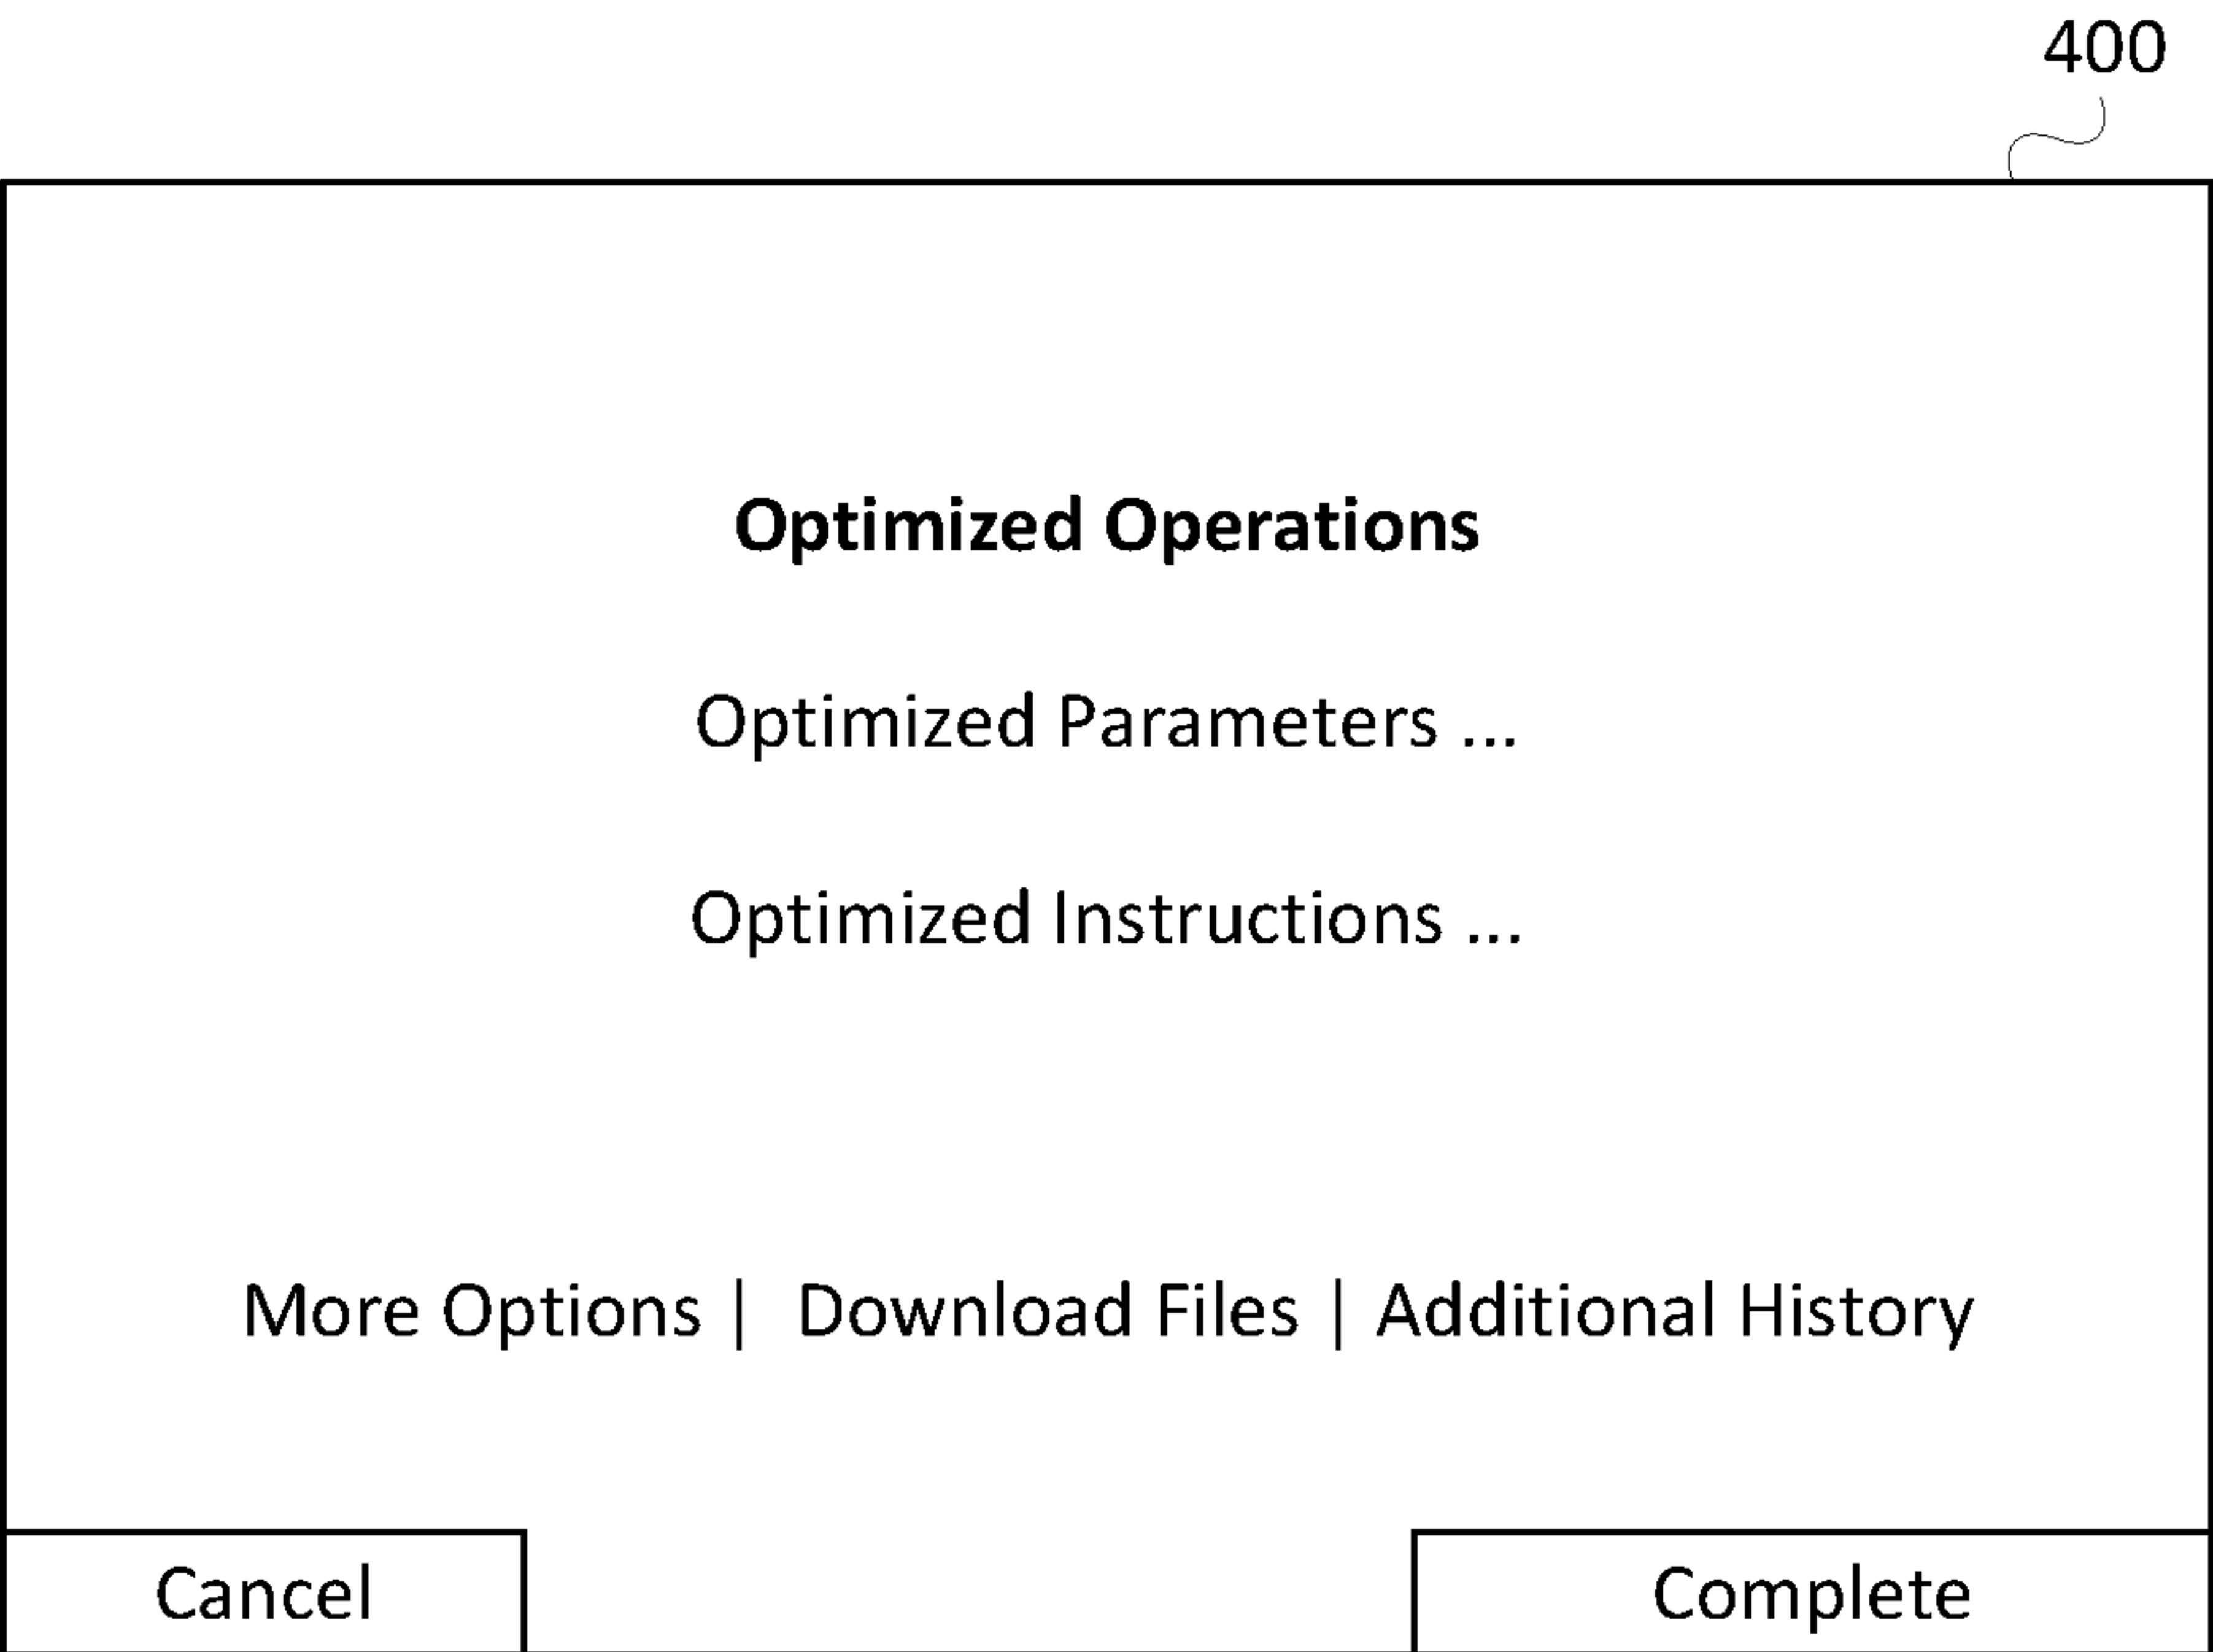 400
Optimized Operations
Optimized Parameters ...
Optimized Instructions ...
More Options | Download Files | Additional History
Cancel
Complete